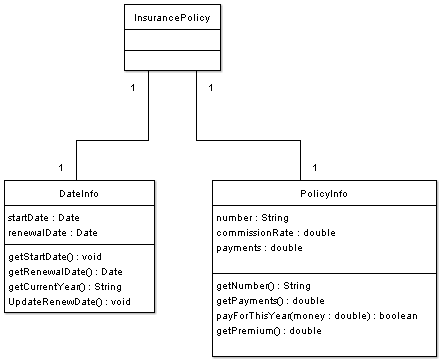 InsurancePolicy
1
1
1
1
DateInfo
startDate : Date
renewalDate : Date
getStartDate() : void
getRenewalDate() : Date
getCurrentYear() : String
UpdateRenewDate() : void
PolicyInfo
number : String
commissionRate : double
payments : double
getNumber() : String
getPayments() : double
payForThisYear(money : double) : boolean
getPremium() : double